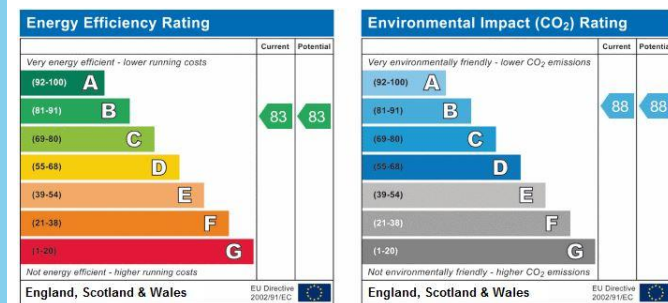 Energy Efficiency Rating
Current Potential
Very energy efficient - lower running costs
(92-100) A
(81-91) B
83 83
(69-80) C
(55-68) D
(39-54) E
(21-38) F
(1-20) G
Not energy efficient - higher running costs
England, Scotland & Wales
EU Directive
2002/91/EC
Environmental Impact (CO2) Rating
Current Potential
Very environmentally friendly - lower CO2 emissions
(92-100) A
(81-91) B
88 88
(69-80) C
(55-68) D
(39-54) E
(21-38) F
(1-20) G
Not environmentally friendly - higher CO2 emissions
England, Scotland & Wales
EU Directive
2002/91/EC